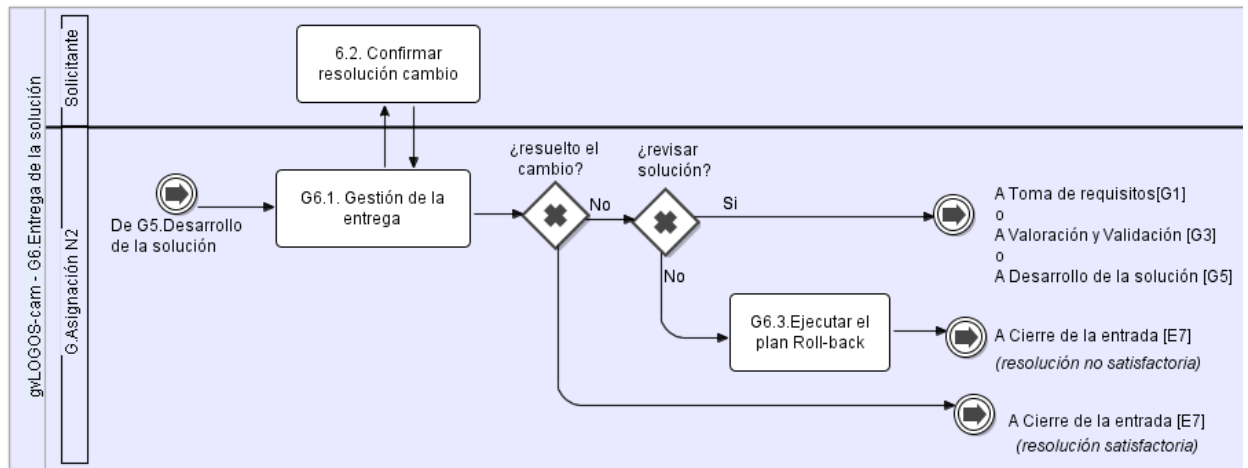 gvLOGOS-cam - G6.Entrega de la solución
Solicitante
6.2. Confirmar
resolución cambio
G.Asignación N2
De G5.Desarrollo
de la solución
G6.1. Gestión de la
entrega
¿resuelto el
cambio?
No
¿revisar
solución?
Si
A Toma de requisitos[G1]
o
A Valoración y Validación [G3]
o
A Desarrollo de la solución [G5]
No
G6.3.Ejecutar el
plan Roll-back
A Cierre de la entrada [E7]
(resolución no satisfactoria)
A Cierre de la entrada [E7]
(resolución satisfactoria)